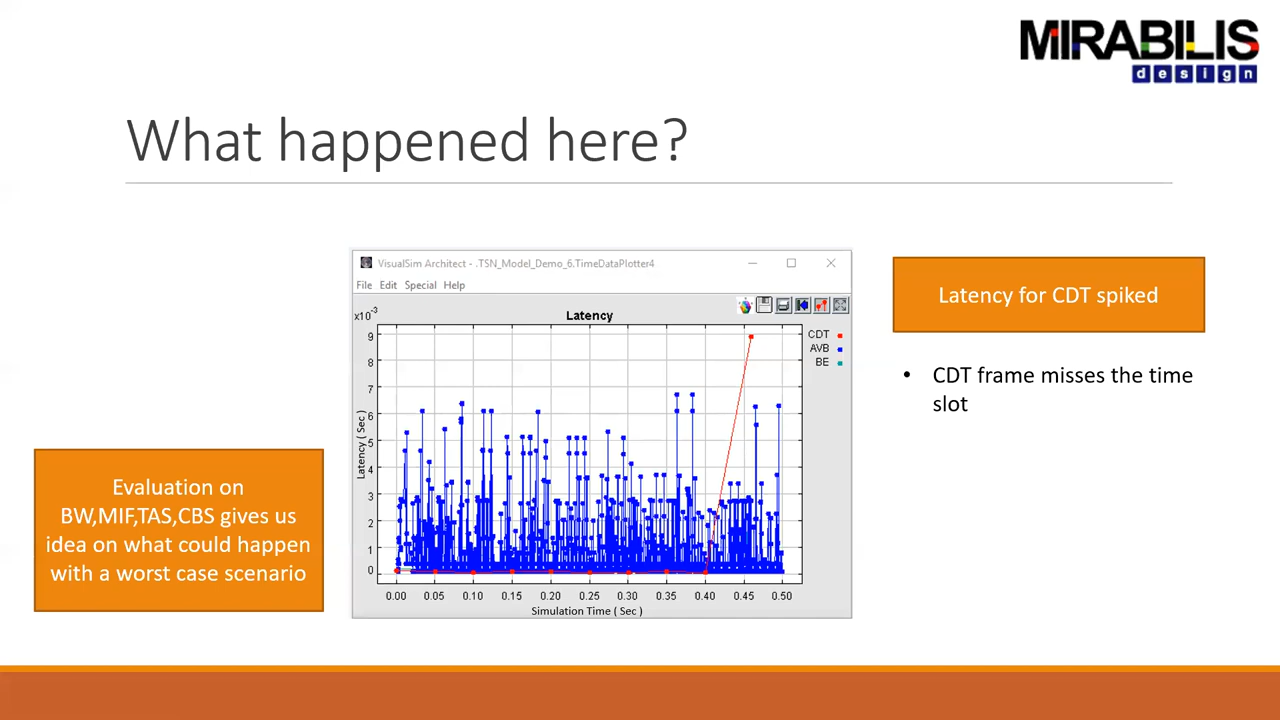 MIRABILIS
design
What happened here?
VisualSim Architect - .TSN_Model_Demo_6.TimeDataPlotter4
File Edit Special Help
Latency
x10-3
9
8
7
6
5
4
3
2
1
0
Latency ( Sec )
0.00 0.05 0.10 0.15 0.20 0.25 0.30 0.35 0.40 0.45 0.50
Simulation Time ( Sec )
CDT
AVB
BE
Latency for CDT spiked
• CDT frame misses the time
slot
Evaluation on
BW,MIF,TAS,CBS gives us
idea on what could happen
with a worst case scenario